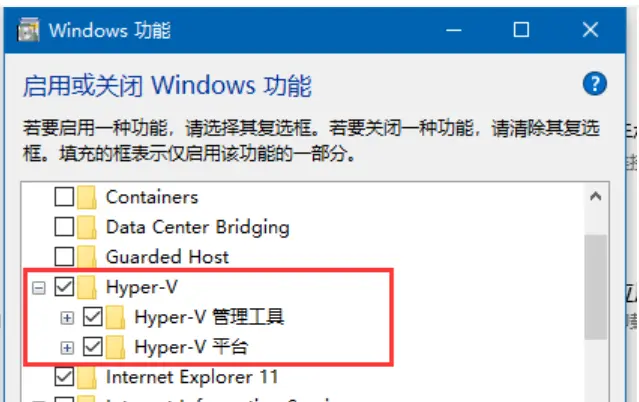 Windows 功能
启用或关闭 Windows 功能
若要启用一种功能，请选择其复选框。若要关闭一种功能，请清除其复选
框。填充的框表示仅启用该功能的一部分。
Containers
Data Center Bridging
Guarded Host
Hyper-V
Hyper-V 管理工具
Hyper-V 平台
Internet Explorer 11